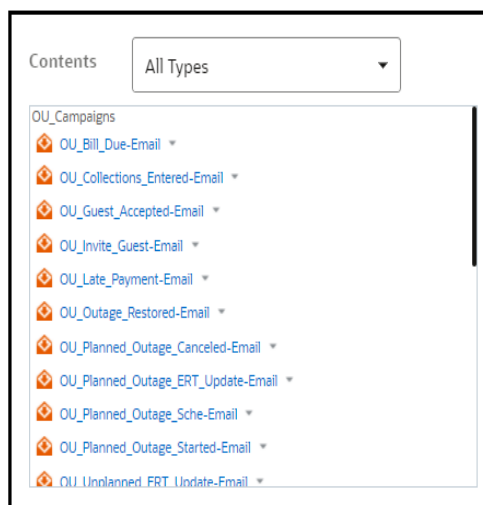 Contents
All Types
OU_Campaigns
OU_Bill_Due-Email
OU_Collections_Entered-Email
OU_Guest_Accepted-Email
OU_Invite_Guest-Email
OU_Late_Payment-Email
OU_Outage_Restored-Email
OU_Planned_Outage_Canceled-Email
OU_Planned_Outage_ERT_Update-Email
OU_Planned_Outage_Sche-Email
OU_Planned_Outage_Started-Email
OU_Unplanned_ERT_Update-Email